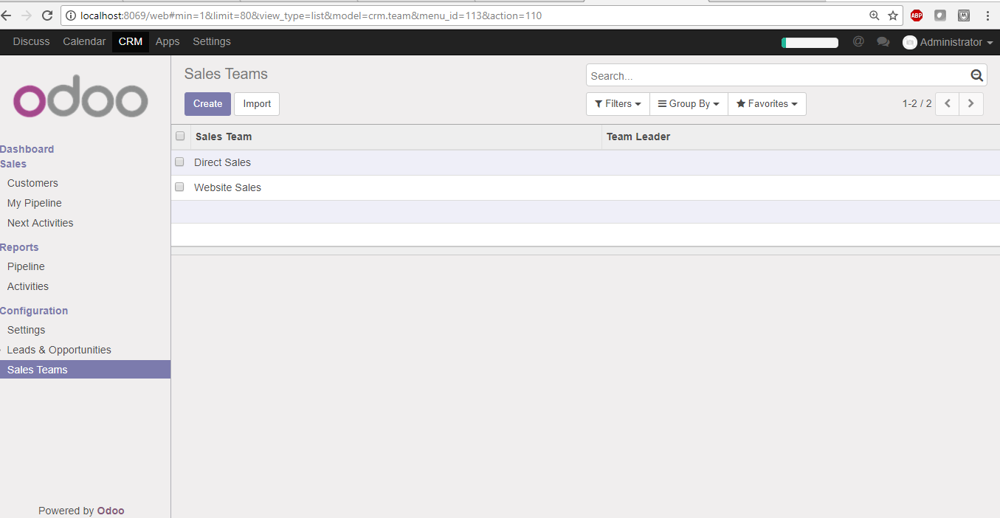 localhost:8069/web#min=1&limit=80&view_type=list&model=crm.team&menu_id=113&action=110
ABP
Discuss Calendar CRM Apps Settings @ Administrator
odoo
Sales Teams
Search...
Create Import Filters Group By Favorites 1-2 / 2
Sales Team Team Leader
Direct Sales
Website Sales
Dashboard
Sales
Customers
My Pipeline
Next Activities
Reports
Pipeline
Activities
Configuration
Settings
Leads & Opportunities
Sales Teams
Powered by Odoo